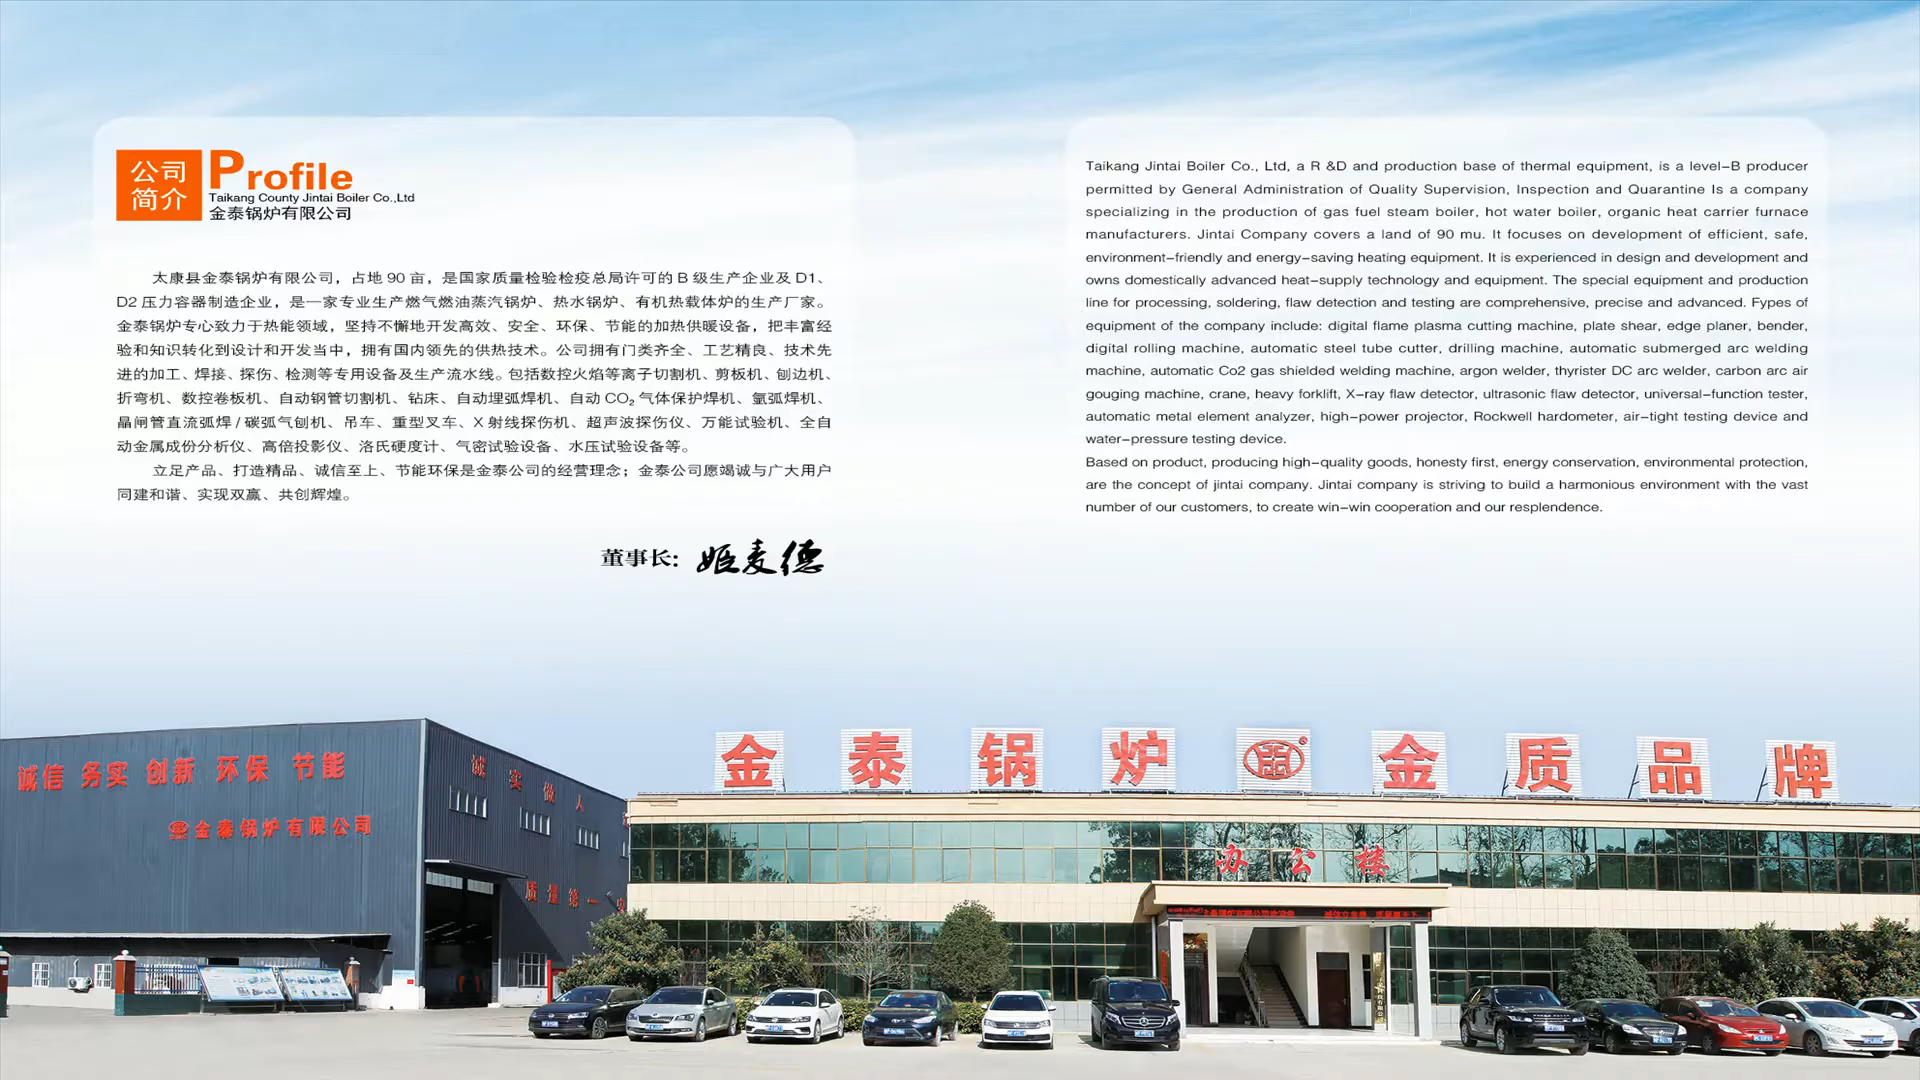 公司
简介
Profile
Taikang County Jintai Boiler Co.,Ltd
金泰锅炉有限公司
太康县金泰锅炉有限公司，占地 90 亩，是国家质量检验检疫总局许可的 B 级生产企业及 D1、
D2 压力容器制造企业，是一家专业生产燃气燃油蒸汽锅炉、热水锅炉、有机热载体炉的生产厂家。
金泰锅炉专心致力于热能领域，坚持不懈地开发高效、安全、环保、节能的加热供暖设备，把丰富经
验和知识转化到设计和开发当中，拥有国内领先的供热技术。公司拥有门类齐全、工艺精良、技术先
进的加工、焊接、探伤、检测等专用设备及生产流水线。包括数控火焰等离子切割机、剪板机、刨边机、
折弯机、数控卷板机、自动钢管切割机、钻床、自动埋弧焊机、自动 CO₂ 气体保护焊机、氩弧焊机、
晶闸管直流弧焊 / 碳弧气刨机、吊车、重型叉车、X 射线探伤机、超声波探伤仪、万能试验机、全自
动金属成份分析仪、高倍投影仪、洛氏硬度计、气密试验设备、水压试验设备等。
立足产品、打造精品、诚信至上、节能环保是金泰公司的经营理念；金泰公司愿竭诚与广大用户
同建和谐、实现双赢、共创辉煌。
董事长：姬麦德
Taikang Jintai Boiler Co., Ltd, a R &D and production base of thermal equipment, is a level-B producer
permitted by General Administration of Quality Supervision, Inspection and Quarantine Is a company
specializing in the production of gas fuel steam boiler, hot water boiler, organic heat carrier furnace
manufacturers. Jintai Company covers a land of 90 mu. It focuses on development of efficient, safe,
environment-friendly and energy-saving heating equipment. It is experienced in design and development and
owns domestically advanced heat-supply technology and equipment. The special equipment and production
line for processing, soldering, flaw detection and testing are comprehensive, precise and advanced. Fypes of
equipment of the company include: digital flame plasma cutting machine, plate shear, edge planer, bender,
digital rolling machine, automatic steel tube cutter, drilling machine, automatic submerged arc welding
machine, automatic Co2 gas shielded welding machine, argon welder, thyrister DC arc welder, carbon arc air
gouging machine, crane, heavy forklift, X-ray flaw detector, ultrasonic flaw detector, universal-function tester,
automatic metal element analyzer, high-power projector, Rockwell hardometer, air-tight testing device and
water-pressure testing device.
Based on product, producing high-quality goods, honesty first, energy conservation, environmental protection,
are the concept of jintai company. Jintai company is striving to build a harmonious environment with the vast
number of our customers, to create win-win cooperation and our resplendence.
金泰锅炉 金质品牌
诚信 务实 创新 环保 节能
金泰锅炉有限公司
诚实做人
质量第一
办公楼